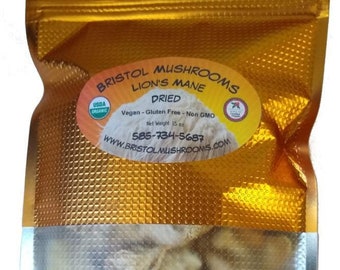 BRISTOL MUSHROOMS
LION'S MANE
DRIED
USDA
ORGANIC
Vegan - Gluten Free - Non GMO
Net Weight .5 oz
585-734-5687
WWW.BRISTOLMUSHROOMS.COM